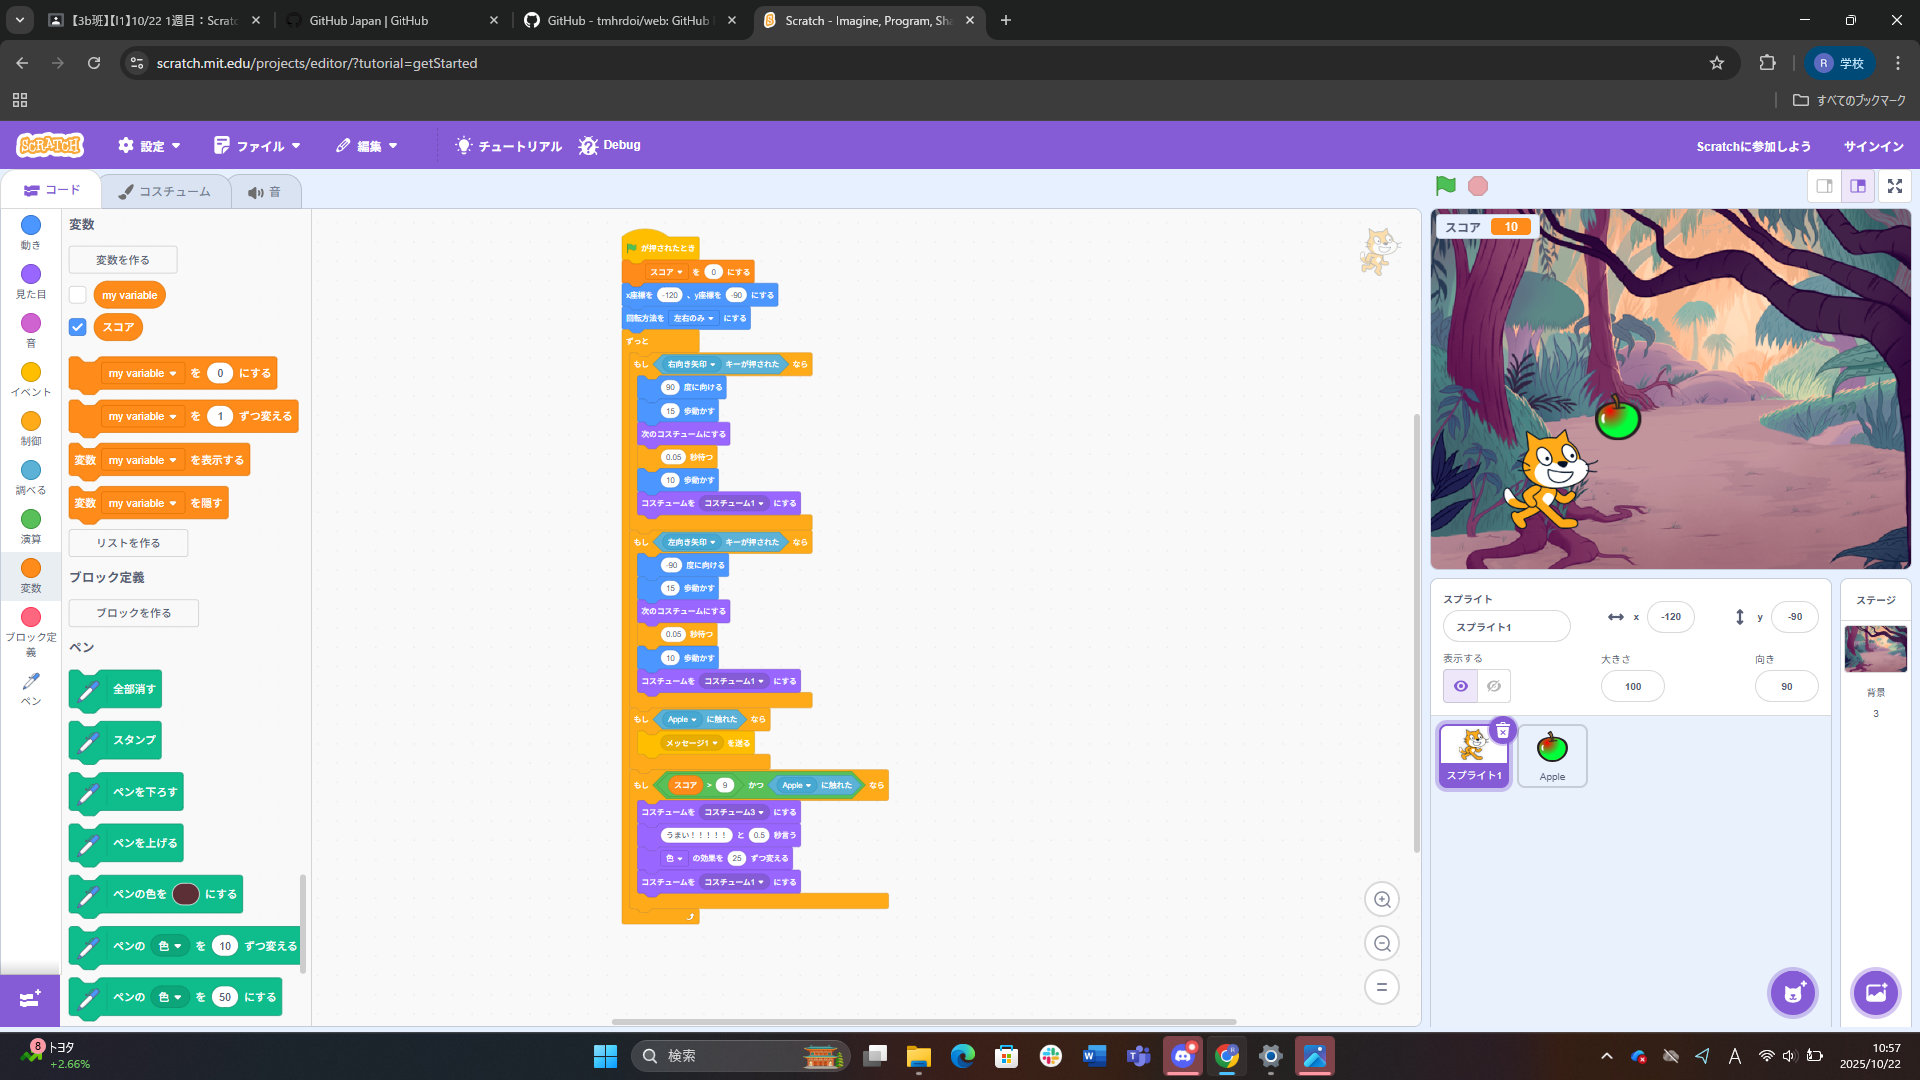 【3b班】【I1】10/22 1週目：Scratc
GitHub Japan | GitHub
GitHub - tmhrdoi/web: GitHub
Scratch - Imagine, Program, Sha
scratch.mit.edu/projects/editor/?tutorial=getStarted
R 学校
すべてのブックマーク
SCRATCH
設定
ファイル
編集
チュートリアル
Debug
Scratchに参加しよう
サインイン
コード
コスチューム
音
動き
見た目
音
イベント
制御
調べる
演算
変数
ブロック定義
ペン
変数
変数を作る
my variable
スコア
my variable を 0 にする
my variable を 1 ずつ変える
変数 my variable を表示する
変数 my variable を隠す
リストを作る
ブロック定義
ブロックを作る
ペン
全部消す
スタンプ
ペンを下ろす
ペンを上げる
ペンの色を にする
ペンの 色 を 10 ずつ変える
ペンの 色 を 50 にする
が押されたとき
スコア を 0 にする
x座標を -120 、y座標を -90 にする
回転方法を 左右のみ にする
ずっと
もし 右向き矢印 キーが押された なら
90 度に向ける
15 歩動かす
次のコスチュームにする
0.05 秒待つ
10 歩動かす
コスチュームを コスチューム1 にする
もし 左向き矢印 キーが押された なら
-90 度に向ける
15 歩動かす
次のコスチュームにする
0.05 秒待つ
10 歩動かす
コスチュームを コスチューム1 にする
もし Apple に触れた なら
メッセージ1 を送る
もし スコア > 9 かつ Apple に触れた なら
コスチュームを コスチューム3 にする
うまい！！！！！ と 0.5 秒言う
色 の効果を 25 ずつ変える
コスチュームを コスチューム1 にする
スコア 10
スプライト
スプライト1
x -120
y -90
表示する
大きさ
100
向き
90
スプライト1
Apple
ステージ
背景
3
8
トヨタ
+2.66%
検索
A
10:57
2025/10/22